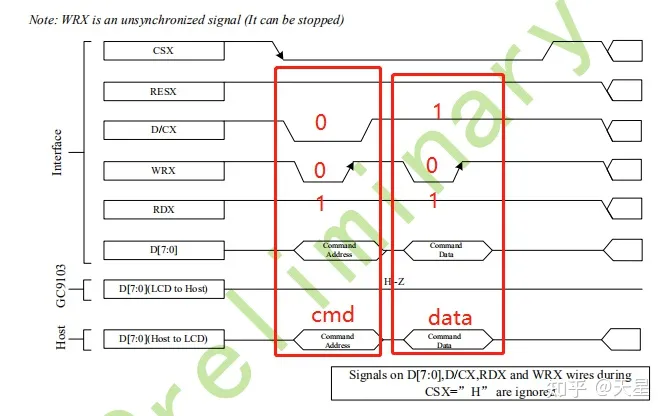 Note: WRX is an unsynchronized signal (It can be stopped)
CSX
RESX
D/CX
0
1
WRX
0
0
RDX
1
1
D[7:0]
Command
Address
Command
Data
Interface
D[7:0](LCD to Host)
Hi-Z
GC9103
cmd
data
D[7:0](Host to LCD)
Command
Address
Command
Data
Host
Signals on D[7:0],D/CX,RDX and WRX wires during
CSX="H" are ignored
Preliminary
知乎 @天星